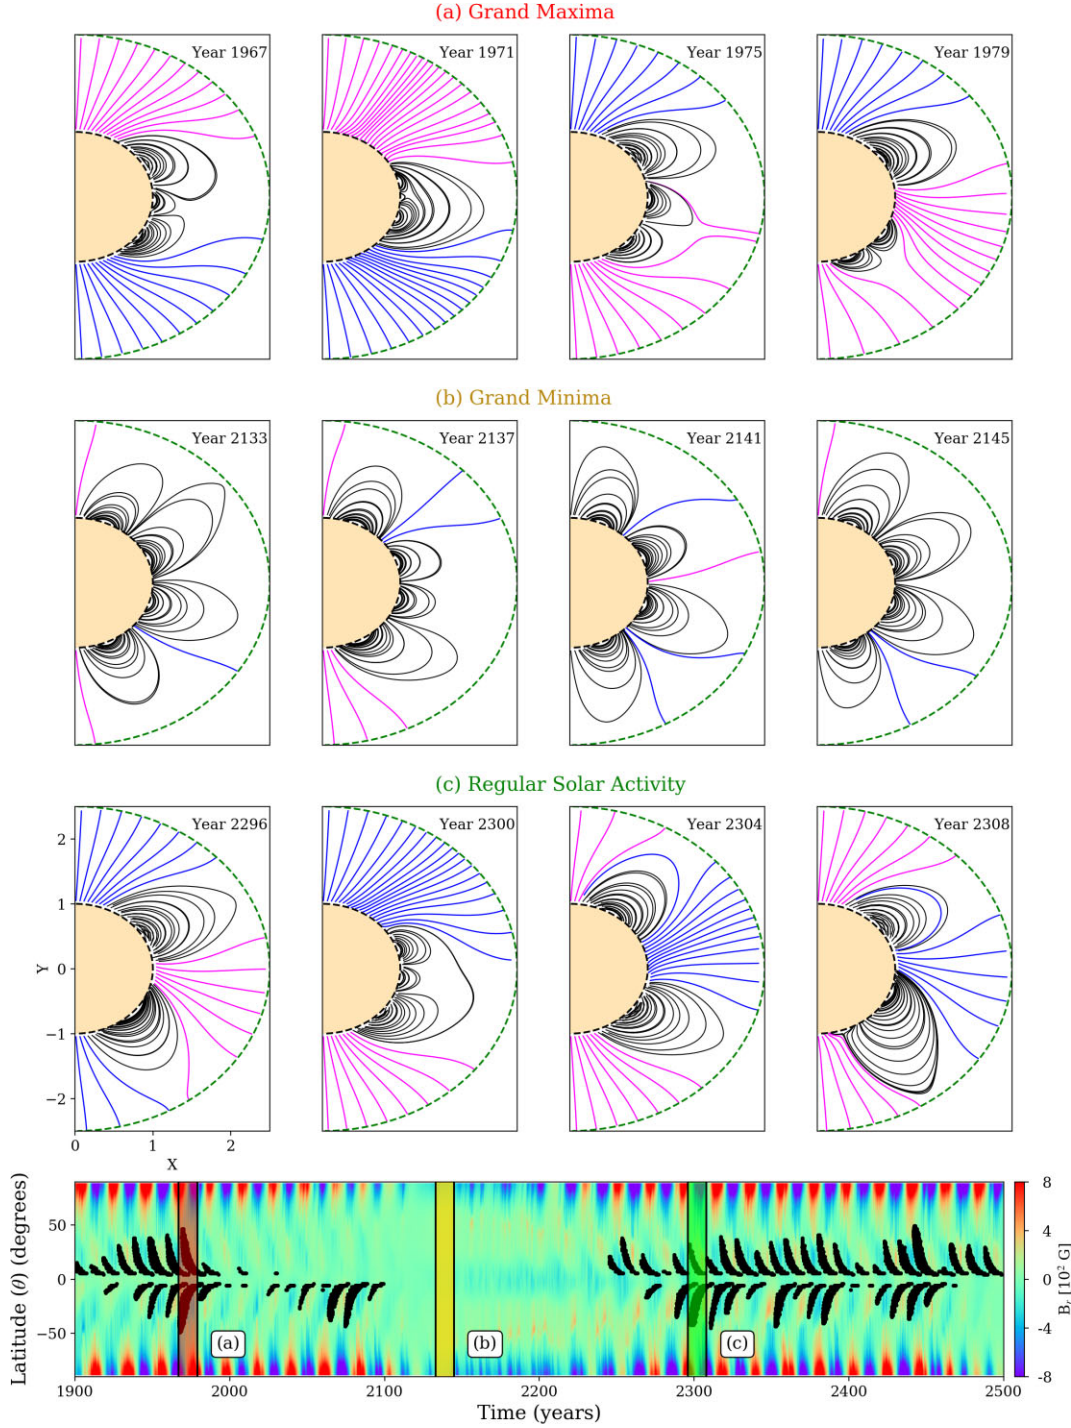 (a) Grand Maxima
Year 1967
Year 1971
Year 1975
Year 1979
(b) Grand Minima
Year 2133
Year 2137
Year 2141
Year 2145
(c) Regular Solar Activity
Year 2296
Year 2300
Year 2304
Year 2308
2
1
0
−1
−2
Y
0 1 2
X
50
0
−50
Latitude (θ) (degrees)
(a)
(b)
(c)
8
4
0
-4
-8
B_r [10² G]
1900 2000 2100 2200 2300 2400 2500
Time (years)